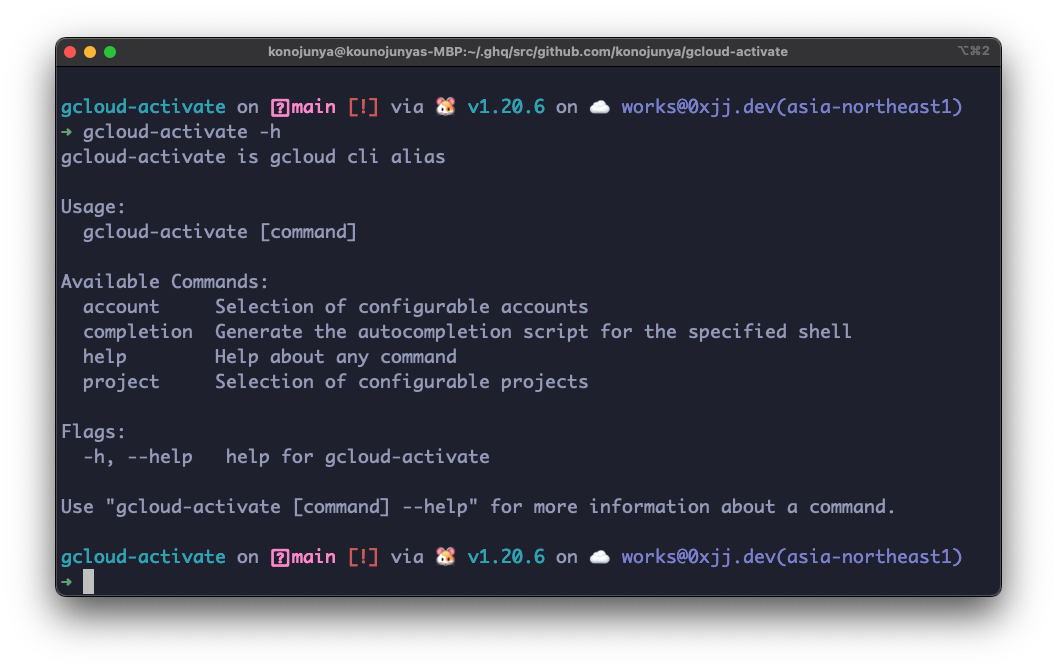 konojunya@kounojunyas-MBP:~/.ghq/src/github.com/konojunya/gcloud-activate ⌥⌘2
gcloud-activate on ?main [!] via 🐹 v1.20.6 on ☁️ works@0xjj.dev(asia-northeast1)
➜ gcloud-activate -h
gcloud-activate is gcloud cli alias
Usage:
  gcloud-activate [command]
Available Commands:
  account     Selection of configurable accounts
  completion  Generate the autocompletion script for the specified shell
  help        Help about any command
  project     Selection of configurable projects
Flags:
  -h, --help   help for gcloud-activate
Use "gcloud-activate [command] --help" for more information about a command.
gcloud-activate on ?main [!] via 🐹 v1.20.6 on ☁️ works@0xjj.dev(asia-northeast1)
➜